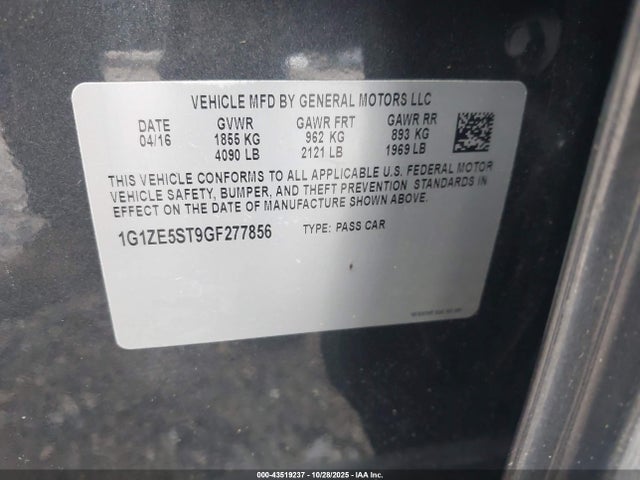 VEHICLE MFD BY GENERAL MOTORS LLC
DATE GVWR GAWR FRT GAWR RR
04/16 1855 KG 962 KG 893 KG
4090 LB 2121 LB 1969 LB
THIS VEHICLE CONFORMS TO ALL APPLICABLE U.S. FEDERAL MOTOR
VEHICLE SAFETY, BUMPER, AND THEFT PREVENTION STANDARDS IN
EFFECT ON THE DATE OF MANUFACTURE SHOWN ABOVE.
1G1ZE5ST9GF277856 TYPE: PASS CAR
000-43519237 - 10/28/2025 - IAA Inc.